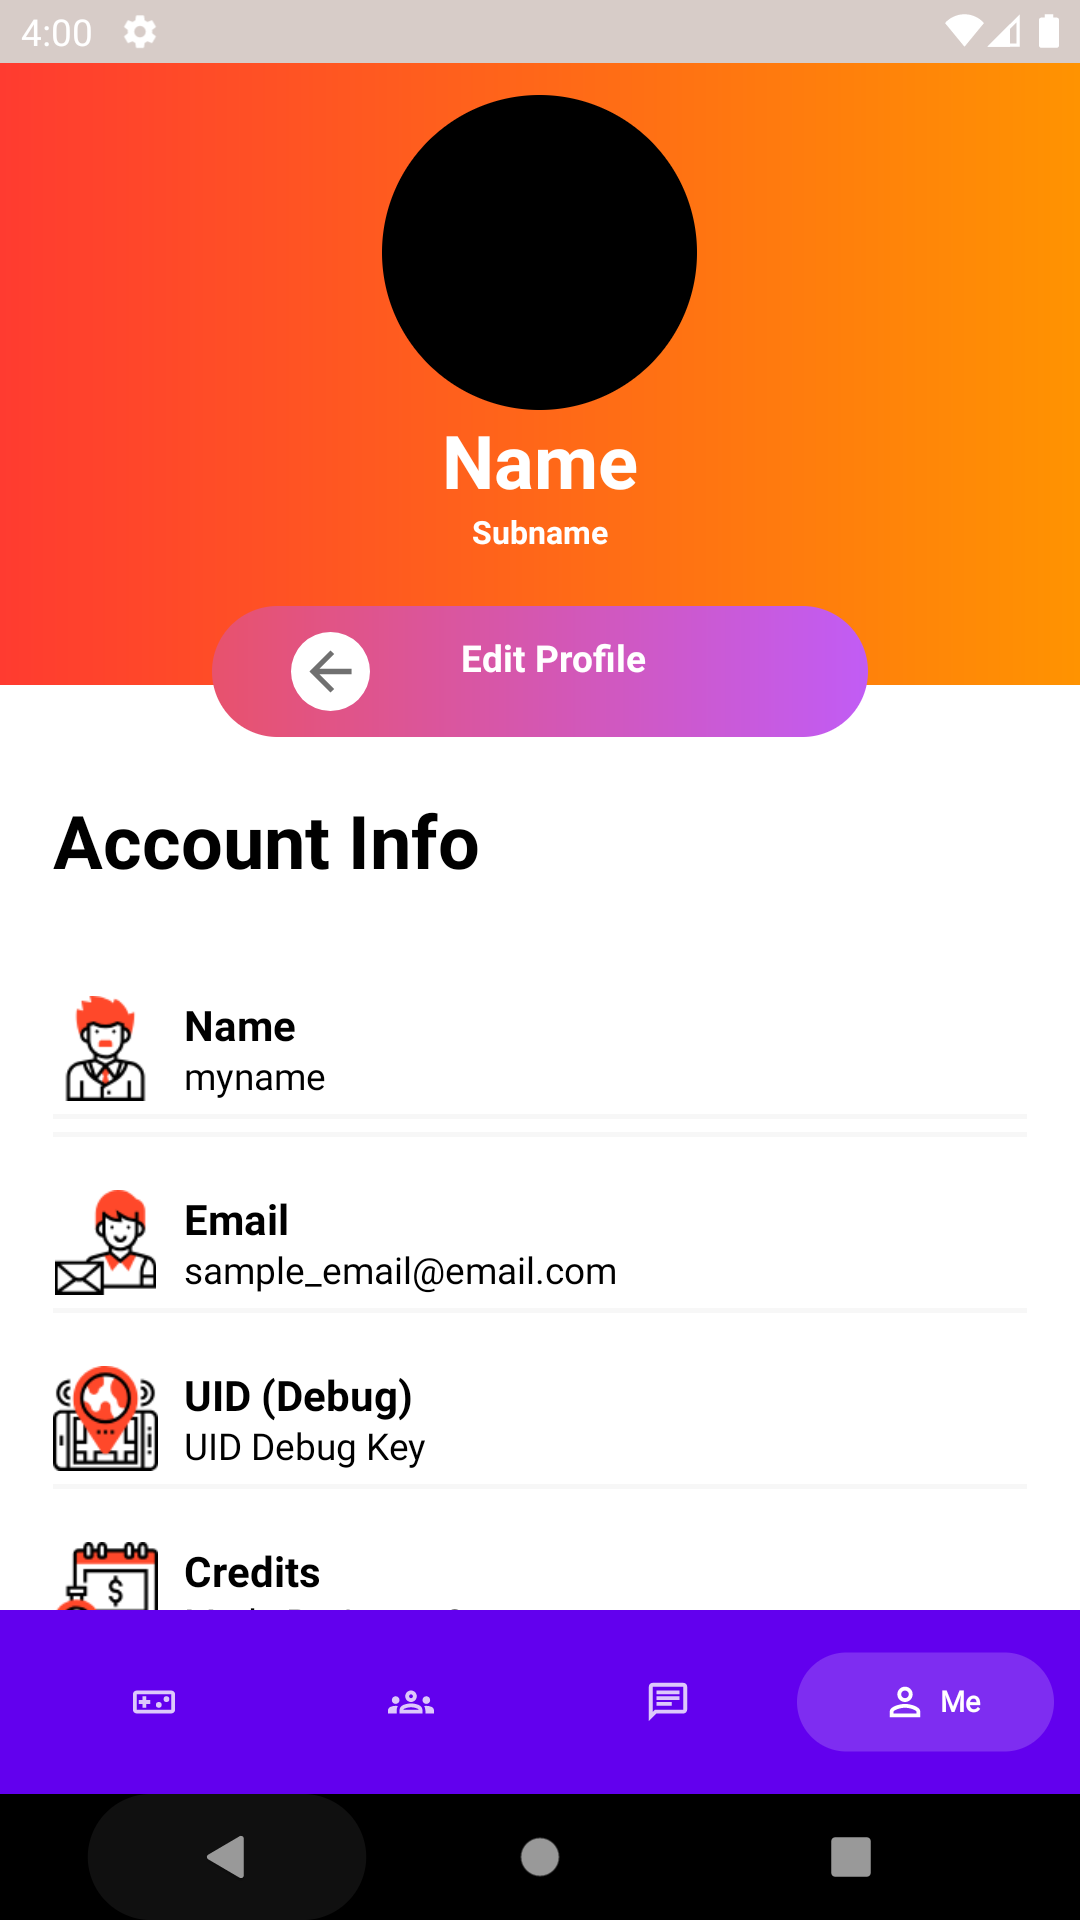 4:00
Name
Subname
Edit Profile
Account Info
Name
myname
Email
sample_email@email.com
UID (Debug)
UID Debug Key
Credits
$
Me